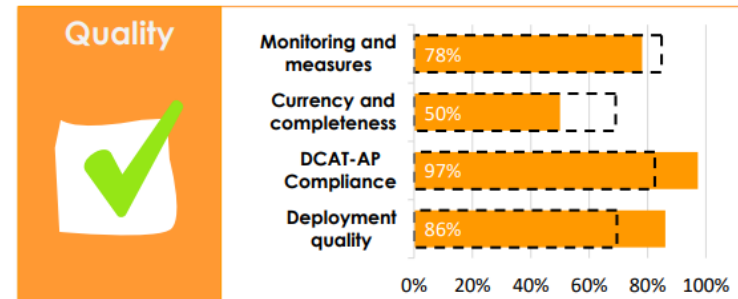 Quality
Monitoring and
measures
78%
Currency and
completeness
50%
DCAT-AP
Compliance
97%
Deployment
quality
86%
0% 20% 40% 60% 80% 100%